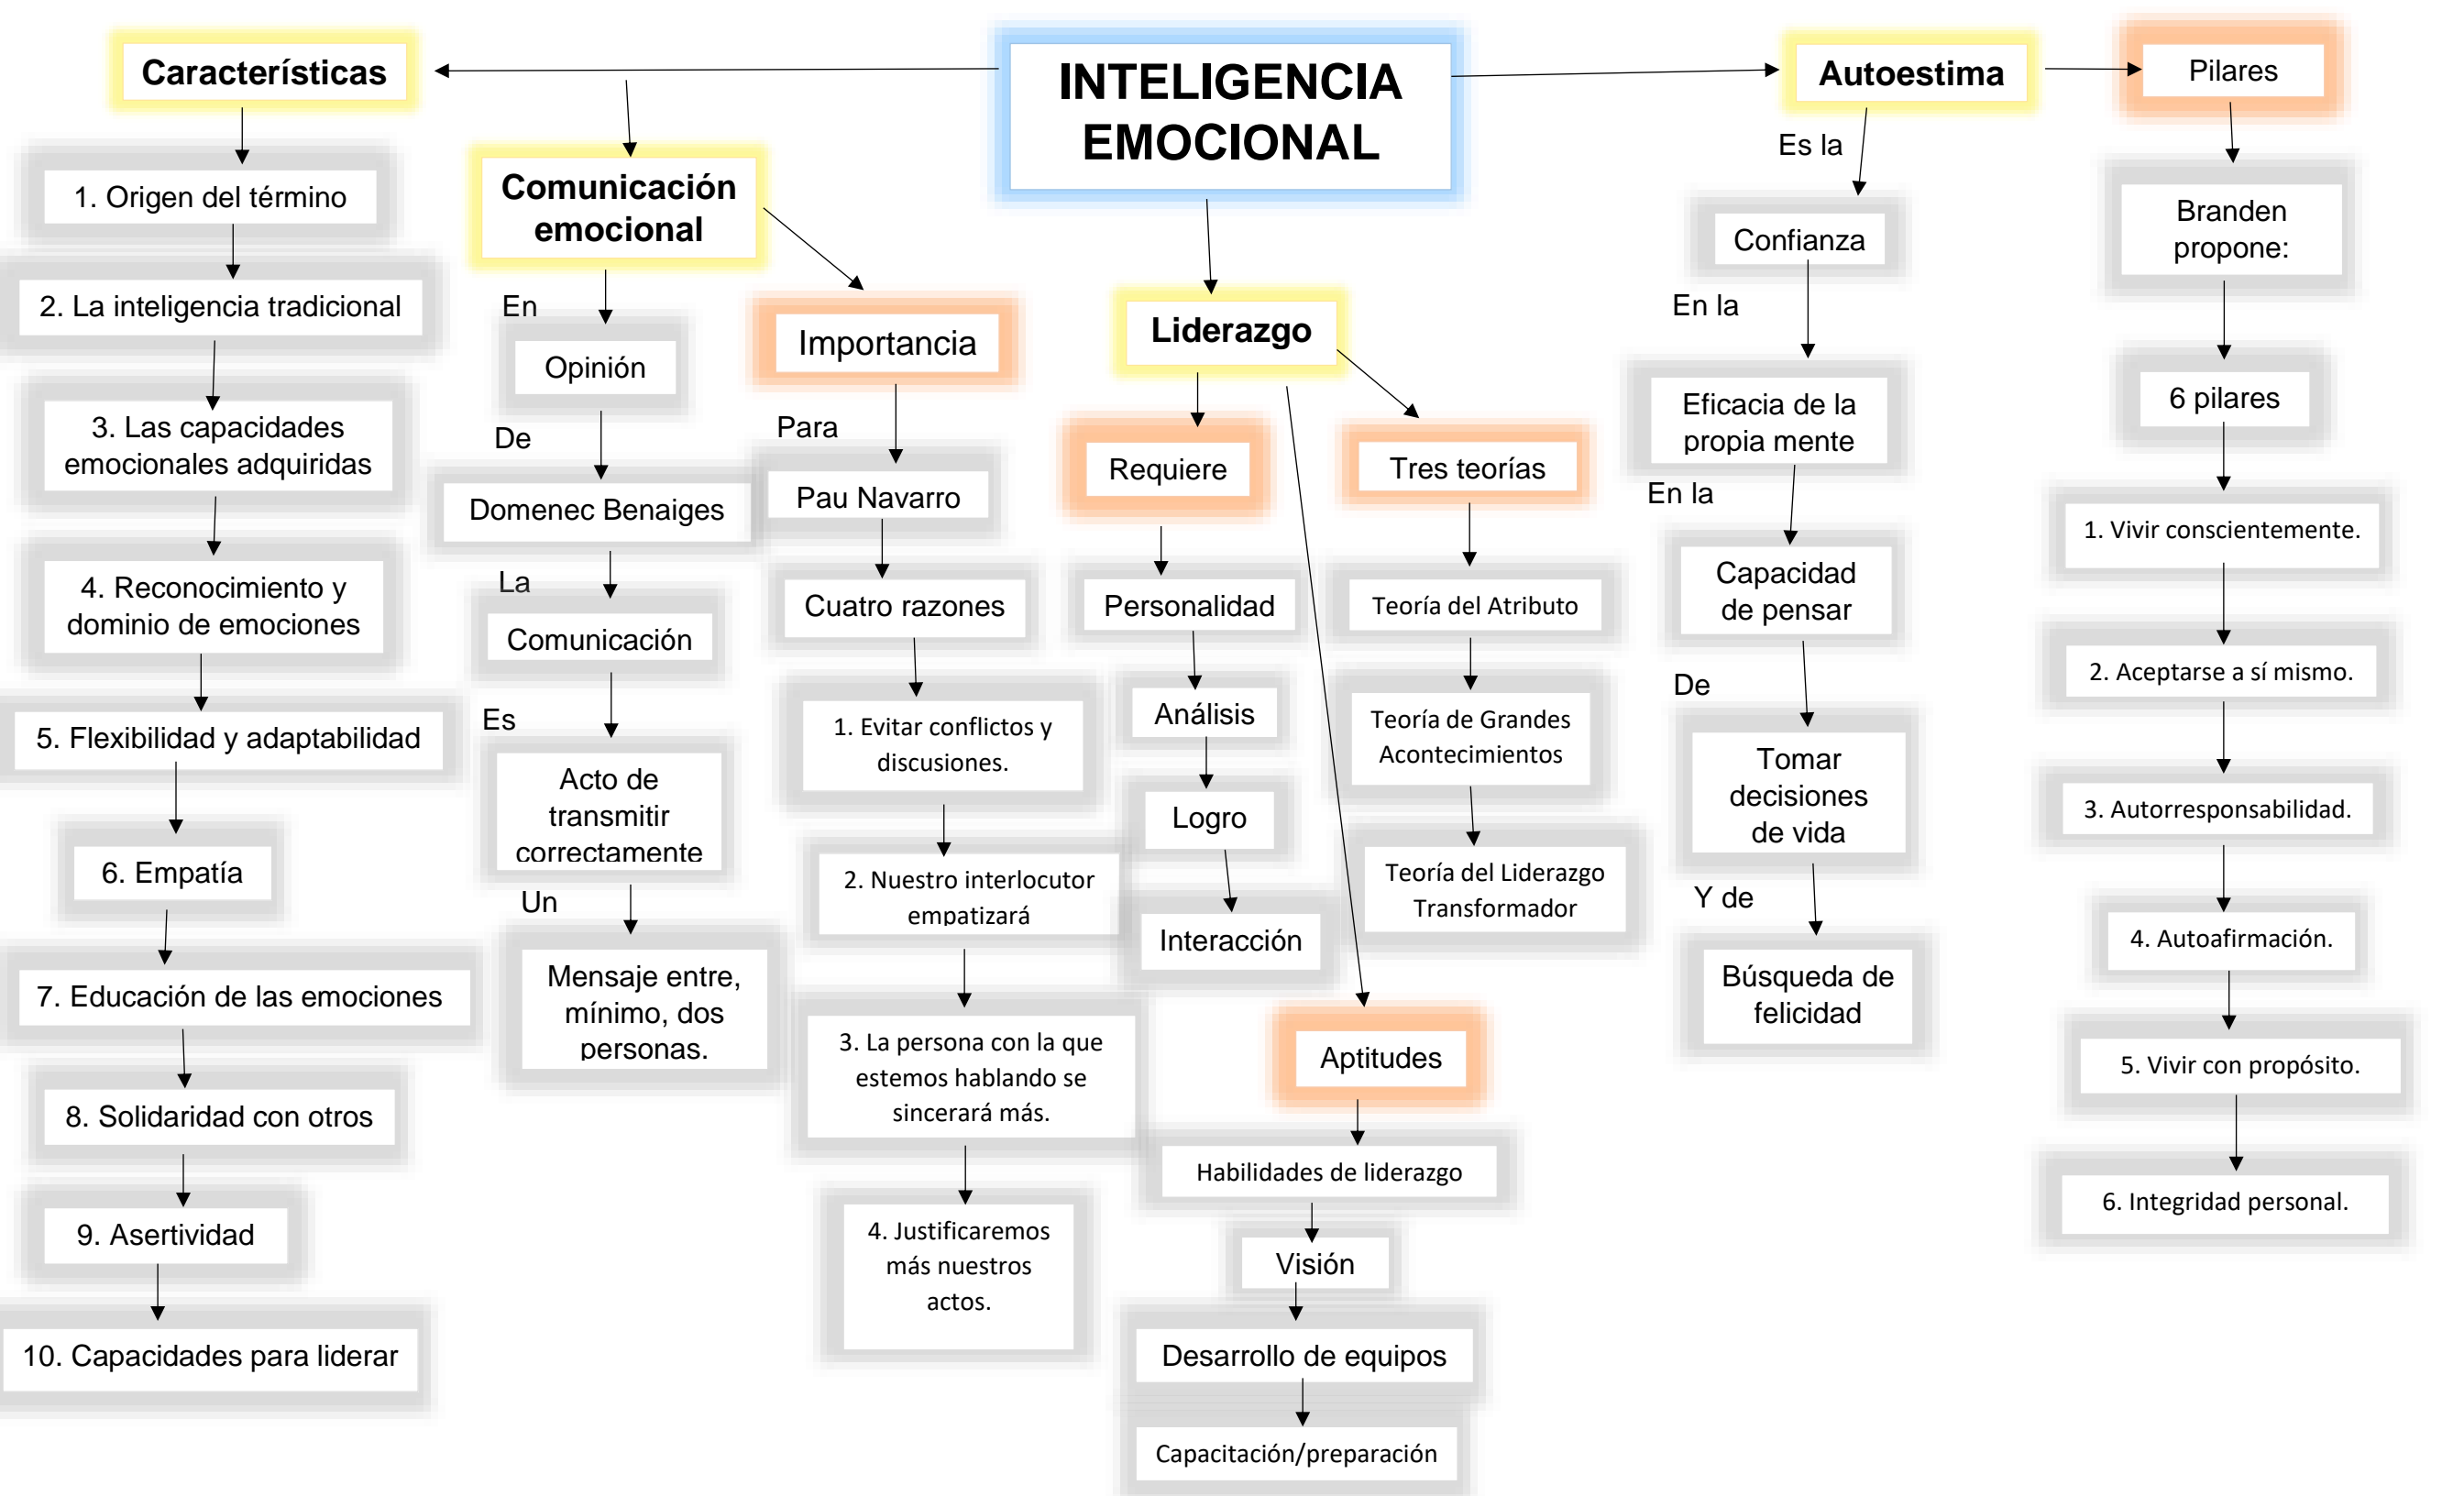 INTELIGENCIA
EMOCIONAL
Características
1. Origen del término
2. La inteligencia tradicional
3. Las capacidades
emocionales adquiridas
4. Reconocimiento y
dominio de emociones
5. Flexibilidad y adaptabilidad
6. Empatía
7. Educación de las emociones
8. Solidaridad con otros
9. Asertividad
10. Capacidades para liderar
Comunicación
emocional
En
Opinión
De
Domenec Benaiges
La
Comunicación
Es
Acto de
transmitir
correctamente
Un
Mensaje entre,
mínimo, dos
personas.
Importancia
Para
Pau Navarro
Cuatro razones
1. Evitar conflictos y
discusiones.
2. Nuestro interlocutor
empatizará
3. La persona con la que
estemos hablando se
sincerará más.
4. Justificaremos
más nuestros
actos.
Liderazgo
Requiere
Personalidad
Análisis
Logro
Interacción
Tres teorías
Teoría del Atributo
Teoría de Grandes
Acontecimientos
Teoría del Liderazgo
Transformador
Aptitudes
Habilidades de liderazgo
Visión
Desarrollo de equipos
Capacitación/preparación
Autoestima
Es la
Confianza
En la
Eficacia de la
propia mente
En la
Capacidad
de pensar
De
Tomar
decisiones
de vida
Y de
Búsqueda de
felicidad
Pilares
Branden
propone:
6 pilares
1. Vivir conscientemente.
2. Aceptarse a sí mismo.
3. Autorresponsabilidad.
4. Autoafirmación.
5. Vivir con propósito.
6. Integridad personal.